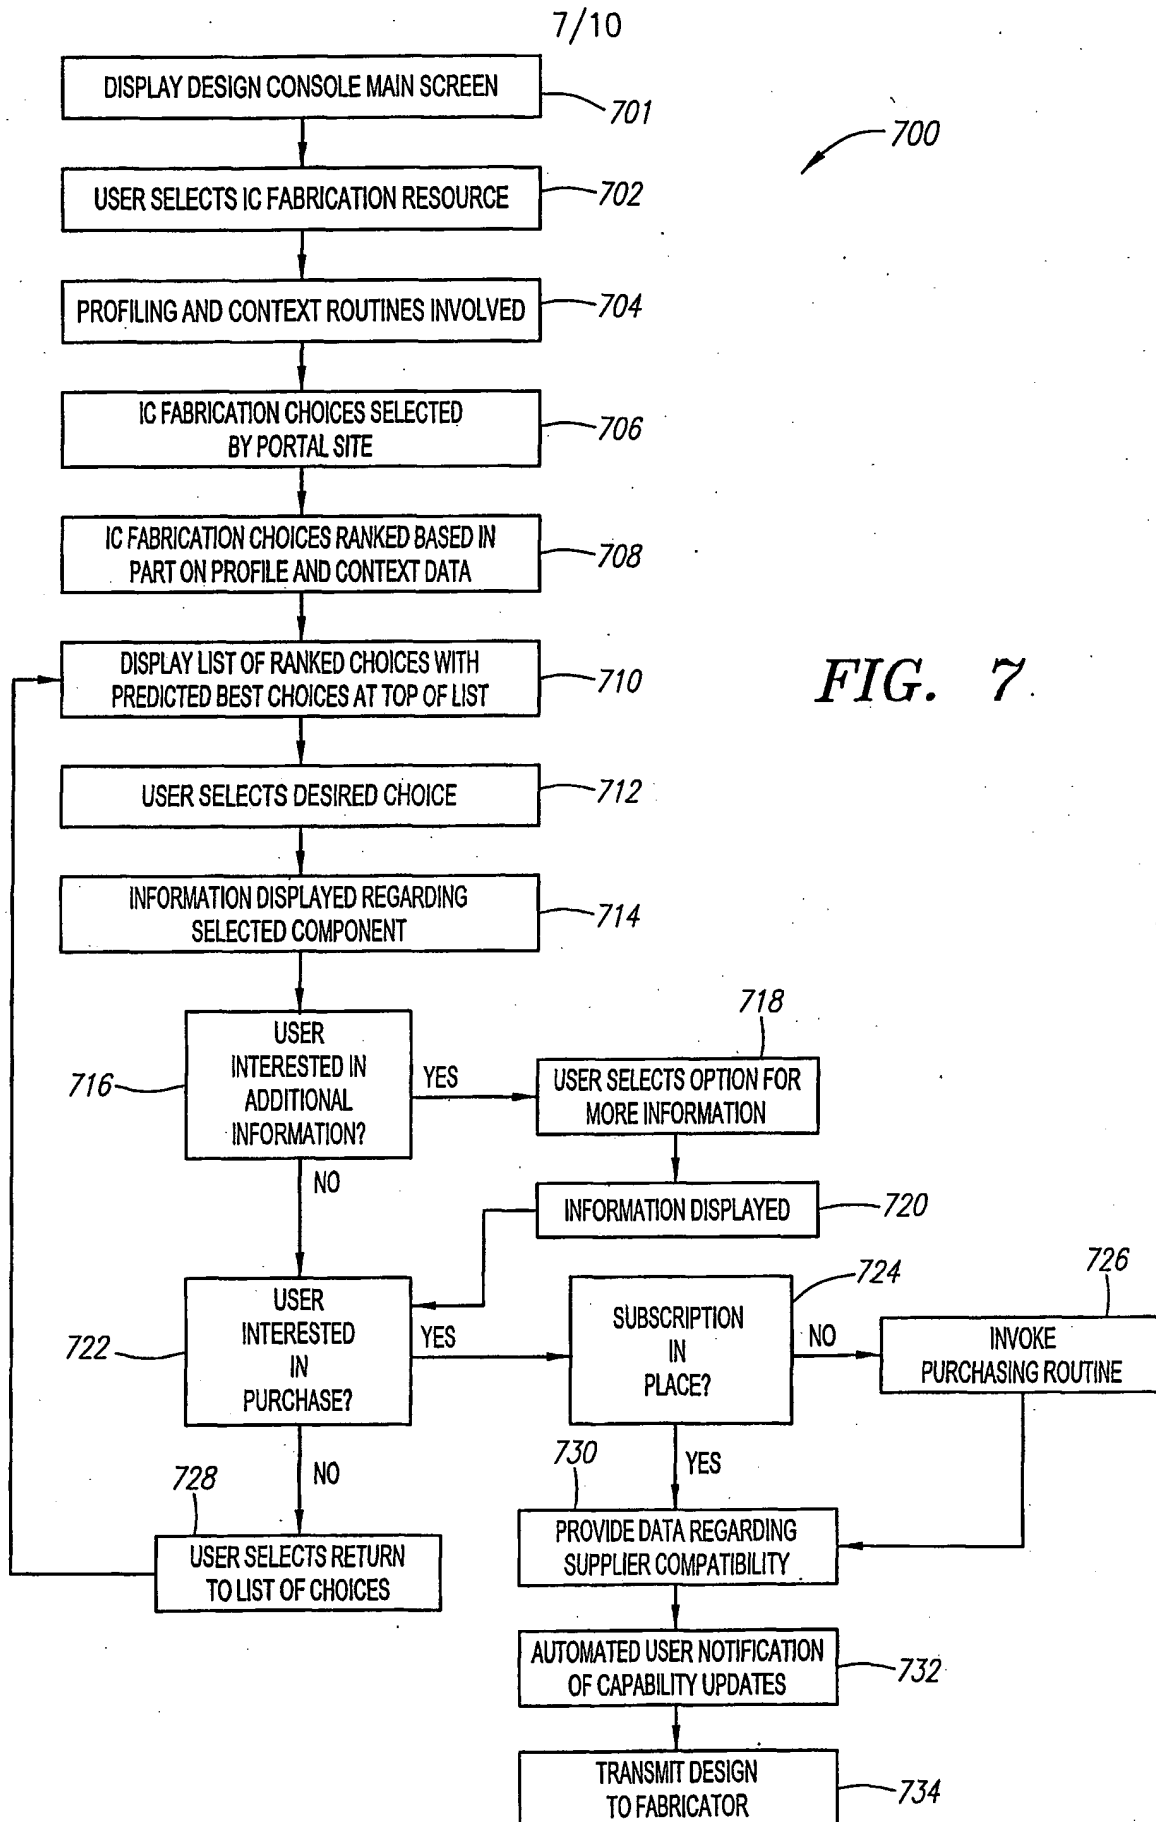 7/10
DISPLAY DESIGN CONSOLE MAIN SCREEN
701
700
USER SELECTS IC FABRICATION RESOURCE
702
PROFILING AND CONTEXT ROUTINES INVOLVED
704
IC FABRICATION CHOICES SELECTED
BY PORTAL SITE
706
IC FABRICATION CHOICES RANKED BASED IN
PART ON PROFILE AND CONTEXT DATA
708
DISPLAY LIST OF RANKED CHOICES WITH
PREDICTED BEST CHOICES AT TOP OF LIST
710
FIG. 7
USER SELECTS DESIRED CHOICE
712
INFORMATION DISPLAYED REGARDING
SELECTED COMPONENT
714
716
USER
INTERESTED IN
ADDITIONAL
INFORMATION?
YES
NO
718
USER SELECTS OPTION FOR
MORE INFORMATION
INFORMATION DISPLAYED
720
722
USER
INTERESTED
IN
PURCHASE?
YES
NO
724
SUBSCRIPTION
IN
PLACE?
NO
YES
726
INVOKE
PURCHASING ROUTINE
728
USER SELECTS RETURN
TO LIST OF CHOICES
730
PROVIDE DATA REGARDING
SUPPLIER COMPATIBILITY
AUTOMATED USER NOTIFICATION
OF CAPABILITY UPDATES
732
TRANSMIT DESIGN
TO FABRICATOR
734